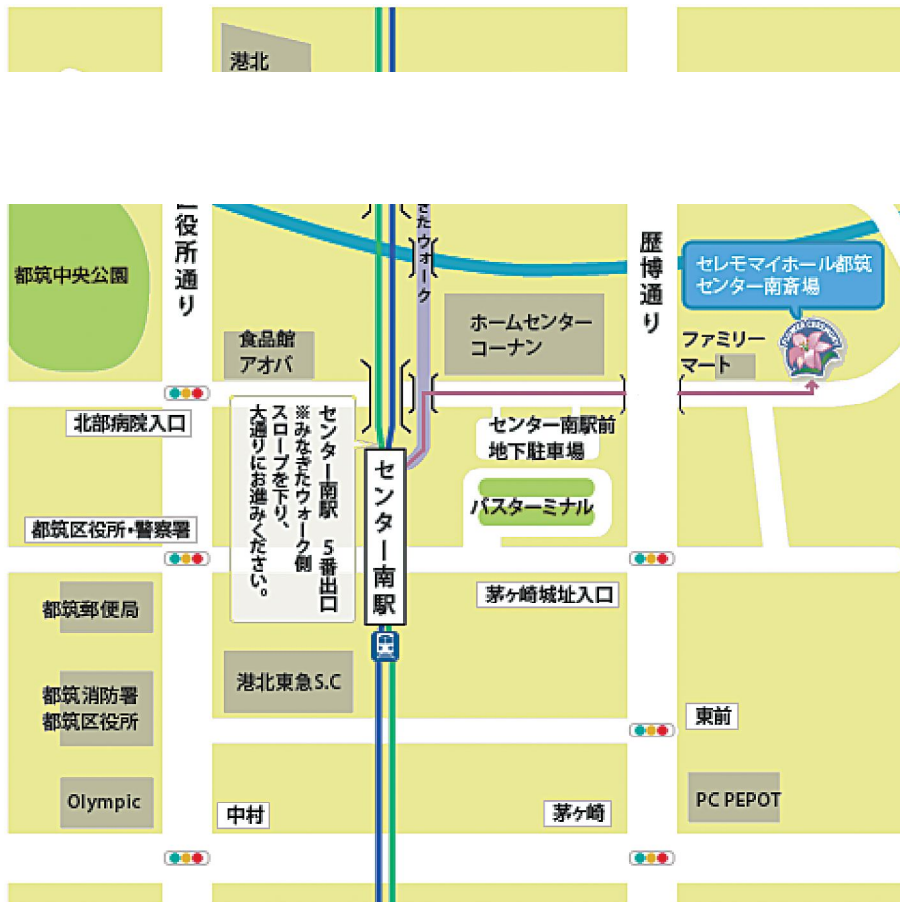 港北
区役所通り
きたウォーク
歴博通り
都筑中央公園
セレモマイホール都筑
センター南斎場
ホームセンター
コーナン
食品館
アオバ
ファミリー
マート
北部病院入口
センター南駅　5番出口
※みなきたウォーク側
スロープを下り、
大通りにお進みください。
センター南駅前
地下駐車場
センター南駅
バスターミナル
都筑区役所・警察署
茅ヶ崎城址入口
都筑郵便局
港北東急S.C
都筑消防署
都筑区役所
東前
Olympic
中村
茅ヶ崎
PC PEPOT